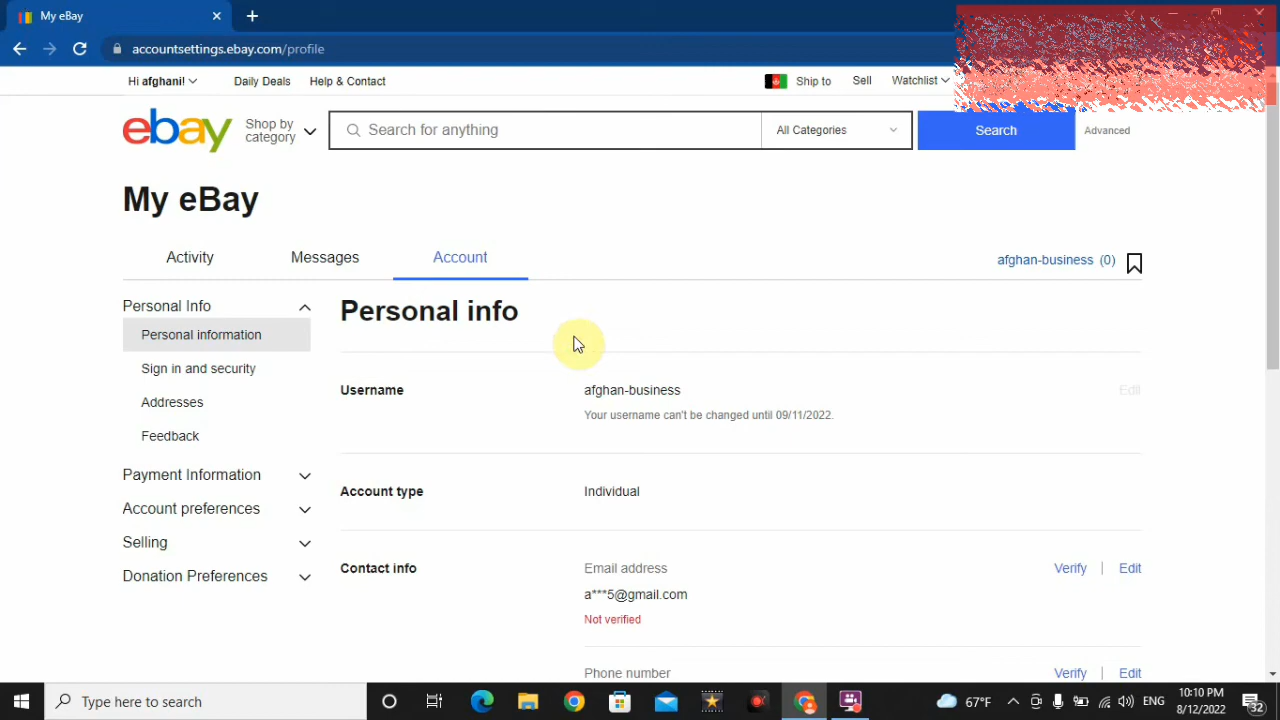 My eBay
accountsettings.ebay.com/profile
Hi afghani!
Daily Deals
Help & Contact
Ship to
Sell
Watchlist
ebay
Shop by category
Search for anything
All Categories
Search
Advanced
My eBay
Activity
Messages
Account
afghan-business (0)
Personal Info
Personal information
Sign in and security
Addresses
Feedback
Payment Information
Account preferences
Selling
Donation Preferences
Personal info
Username
afghan-business
Edit
Your username can't be changed until 09/11/2022.
Account type
Individual
Contact info
Email address
Verify | Edit
a***5@gmail.com
Not verified
Phone number
Verify | Edit
Type here to search
67°F
ENG
10:10 PM
8/12/2022
32